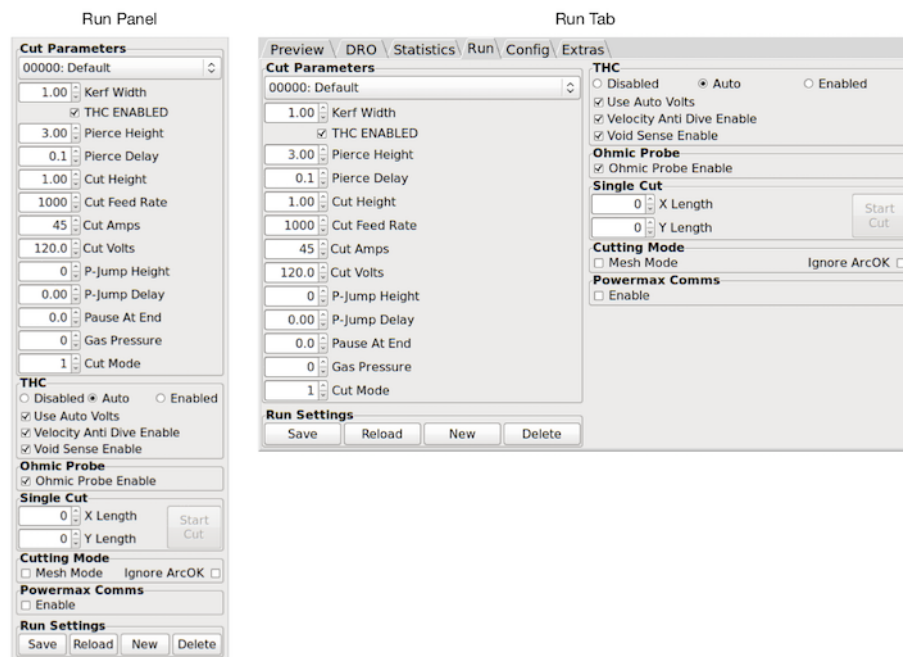 Run Panel
Cut Parameters
00000: Default
1.00 Kerf Width
THC ENABLED
3.00 Pierce Height
0.1 Pierce Delay
1.00 Cut Height
1000 Cut Feed Rate
45 Cut Amps
120.0 Cut Volts
0 P-Jump Height
0.00 P-Jump Delay
0.0 Pause At End
0 Gas Pressure
1 Cut Mode
THC
Disabled Auto Enabled
Use Auto Volts
Velocity Anti Dive Enable
Void Sense Enable
Ohmic Probe
Ohmic Probe Enable
Single Cut
0 X Length
0 Y Length
Start
Cut
Cutting Mode
Mesh Mode Ignore ArcOK
Powermax Comms
Enable
Run Settings
Save Reload New Delete
Run Tab
Preview DRO Statistics Run Config Extras
Cut Parameters
00000: Default
1.00 Kerf Width
THC ENABLED
3.00 Pierce Height
0.1 Pierce Delay
1.00 Cut Height
1000 Cut Feed Rate
45 Cut Amps
120.0 Cut Volts
0 P-Jump Height
0.00 P-Jump Delay
0.0 Pause At End
0 Gas Pressure
1 Cut Mode
Run Settings
Save Reload New Delete
THC
Disabled Auto Enabled
Use Auto Volts
Velocity Anti Dive Enable
Void Sense Enable
Ohmic Probe
Ohmic Probe Enable
Single Cut
0 X Length
0 Y Length
Start
Cut
Cutting Mode
Mesh Mode Ignore ArcOK
Powermax Comms
Enable